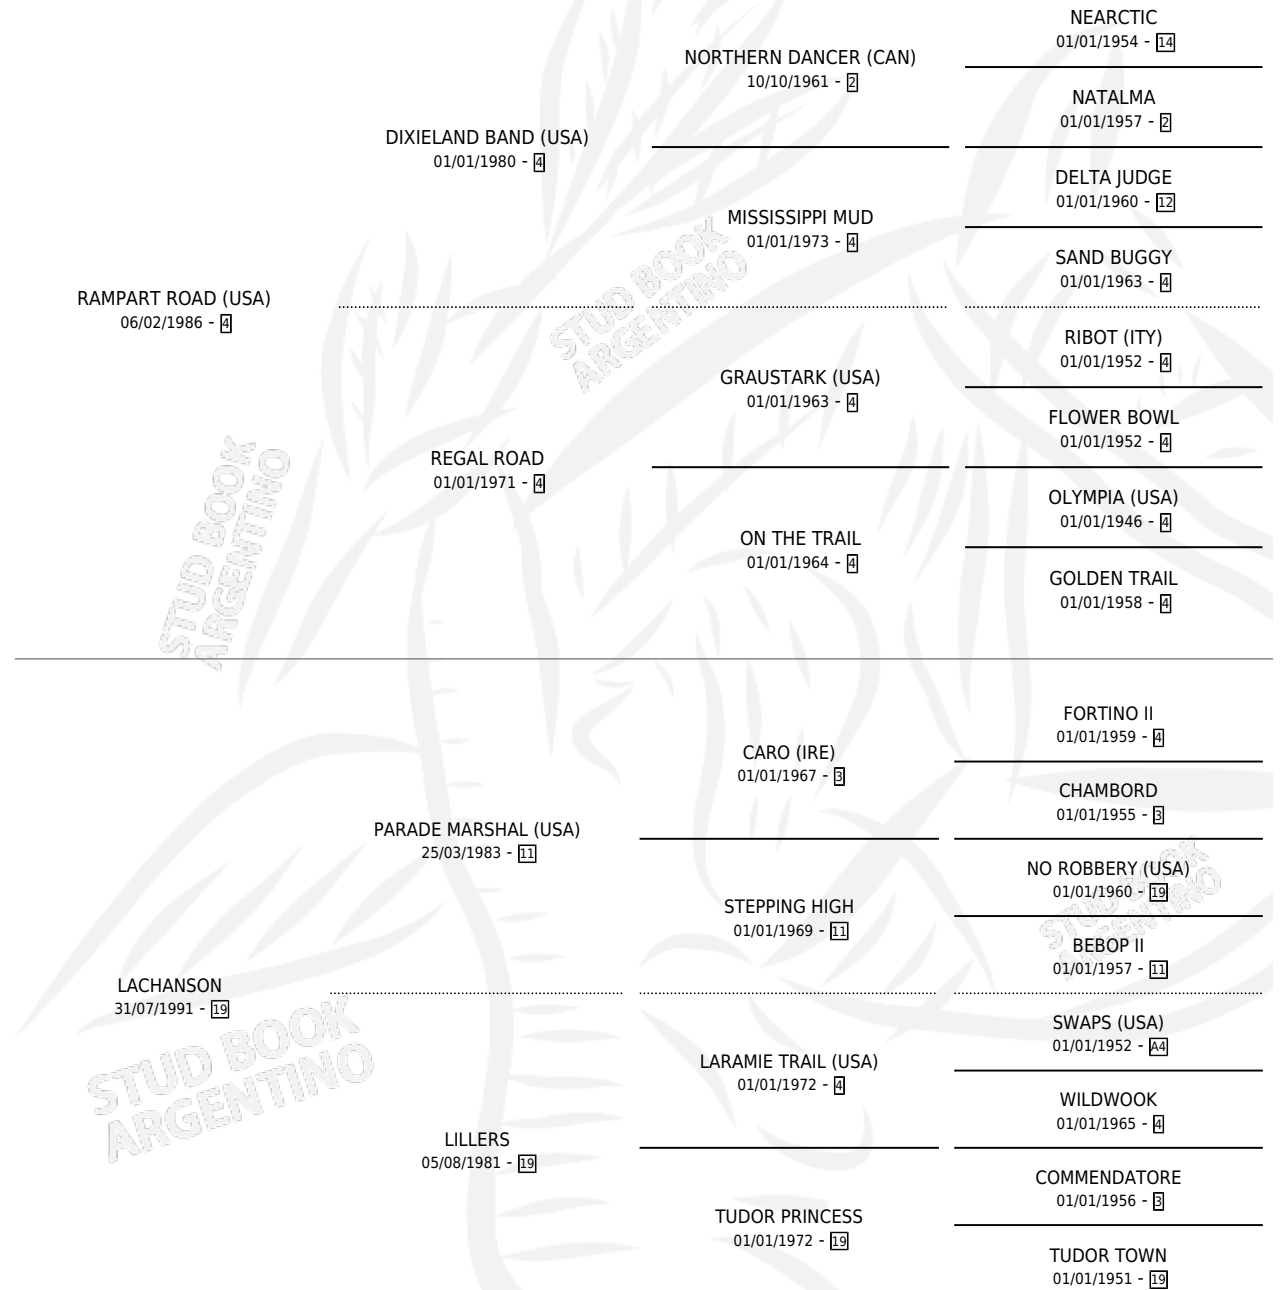 NEARCTIC
01/01/1954 - 14
NORTHERN DANCER (CAN)
10/10/1961 - 2
NATALMA
01/01/1957 - 2
DIXIELAND BAND (USA)
01/01/1980 - 4
DELTA JUDGE
01/01/1960 - 12
MISSISSIPPI MUD
01/01/1973 - 4
SAND BUGGY
01/01/1963 - 4
RAMPART ROAD (USA)
06/02/1986 - 4
RIBOT (ITY)
01/01/1952 - 4
GRAUSTARK (USA)
01/01/1963 - 4
FLOWER BOWL
01/01/1952 - 4
REGAL ROAD
01/01/1971 - 4
OLYMPIA (USA)
01/01/1946 - 4
ON THE TRAIL
01/01/1964 - 4
GOLDEN TRAIL
01/01/1958 - 4
FORTINO II
01/01/1959 - 4
CARO (IRE)
01/01/1967 - 3
CHAMBORD
01/01/1955 - 3
PARADE MARSHAL (USA)
25/03/1983 - 11
NO ROBBERY (USA)
01/01/1960 - 19
STEPPING HIGH
01/01/1969 - 11
BEBOP II
01/01/1957 - 11
LACHANSON
31/07/1991 - 19
SWAPS (USA)
01/01/1952 - A4
LARAMIE TRAIL (USA)
01/01/1972 - 4
WILDWOOK
01/01/1965 - 4
LILLERS
05/08/1981 - 19
COMMENDATORE
01/01/1956 - 3
TUDOR PRINCESS
01/01/1972 - 19
TUDOR TOWN
01/01/1951 - 19
STUD BOOK
ARGENTINO
STUD BOOK
ARGENTINO
STUD BOOK
ARGENTINO
STUD BOOK
ARGENTINO